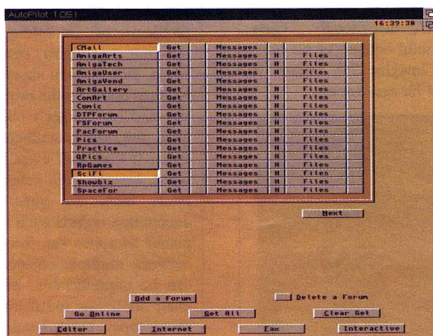 AutoPilot 1.OS1
16:39:38
CMail Get Messages
AmigaArts Get Messages H Files
AmigaTech Get Messages H Files
AmigaUser Get Messages H Files
AmigaVend Get Messages Files
ArtGallery Get Messages H Files
ComArt Get Messages H Files
Comic Get Messages H Files
DTPForum Get Messages H Files
FSForum Get Messages H Files
PacForum Get Messages H Files
Pics Get Messages H Files
Practice Get Messages H Files
QPics Get Messages H Files
RpGames Get Messages H Files
SciFi Get Messages H Files
Showbiz Get Messages H Files
SpaceFor Get Messages H Files
Next
Add a Forum Delete a Forum
Go Online Get All Clear Get
Editor Internet Fax Interactive